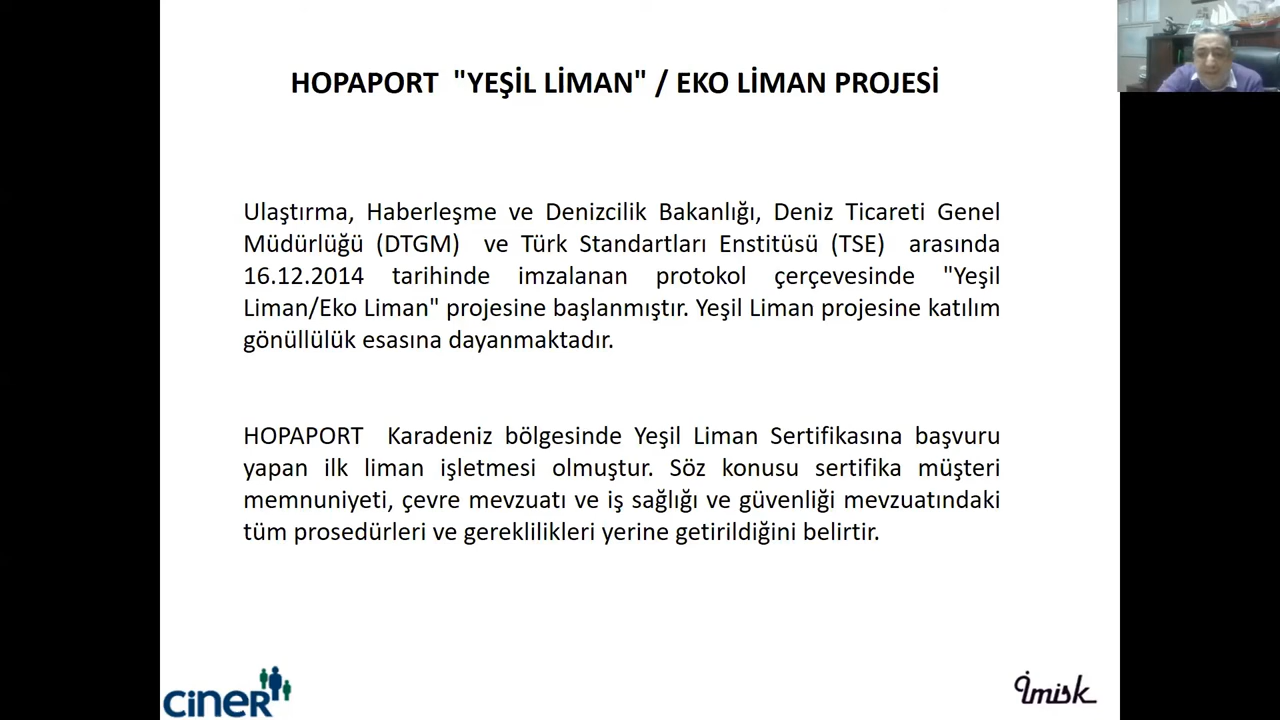 HOPAPORT "YEŞİL LİMAN" / EKO LİMAN PROJESİ
Ulaştırma, Haberleşme ve Denizcilik Bakanlığı, Deniz Ticareti Genel
Müdürlüğü (DTGM) ve Türk Standartları Enstitüsü (TSE) arasında
16.12.2014 tarihinde imzalanan protokol çerçevesinde "Yeşil
Liman/Eko Liman" projesine başlanmıştır. Yeşil Liman projesine katılım
gönüllülük esasına dayanmaktadır.
HOPAPORT Karadeniz bölgesinde Yeşil Liman Sertifikasına başvuru
yapan ilk liman işletmesi olmuştur. Söz konusu sertifika müşteri
memnuniyeti, çevre mevzuatı ve iş sağlığı ve güvenliği mevzuatındaki
tüm prosedürleri ve gereklilikleri yerine getirildiğini belirtir.
CİNER
İmisk